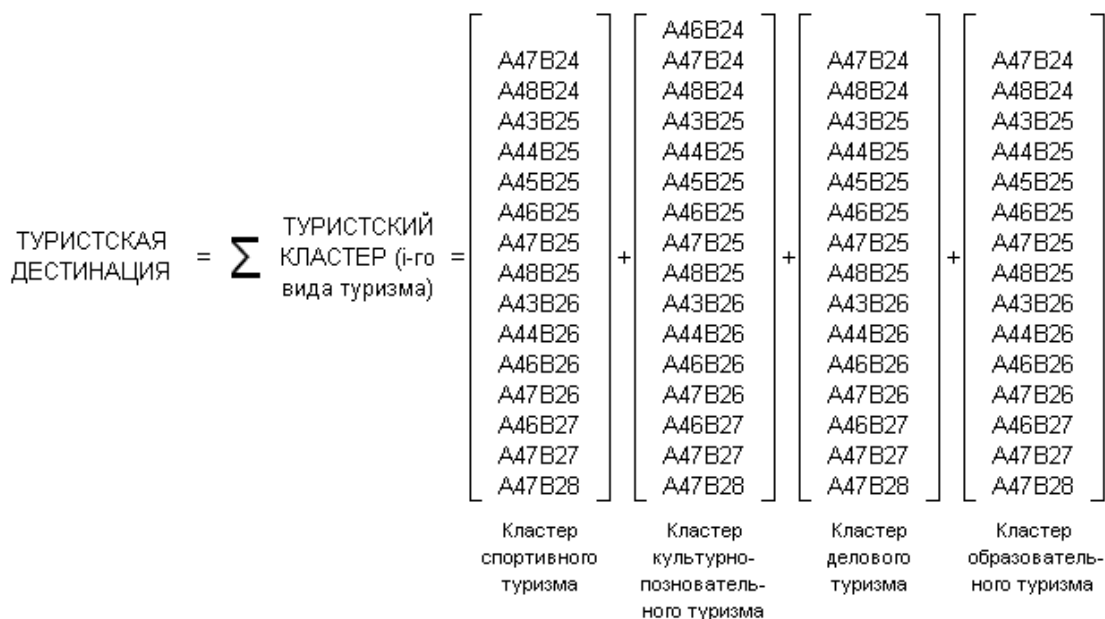 ТУРИСТСКАЯ
ДЕСТИНАЦИЯ
=
Σ
ТУРИСТСКИЙ
КЛАСТЕР (i-го
вида туризма)
=
A47B24
A48B24
A43B25
A44B25
A45B25
A46B25
A47B25
A48B25
A43B26
A44B26
A46B26
A47B26
A46B27
A47B27
A47B28
Кластер
спортивного
туризма
+
A46B24
A47B24
A48B24
A43B25
A44B25
A45B25
A46B25
A47B25
A48B25
A43B26
A44B26
A46B26
A47B26
A46B27
A47B27
A47B28
Кластер
культурно-
позновatель-
ного туризма
+
A47B24
A48B24
A43B25
A44B25
A45B25
A46B25
A47B25
A48B25
A43B26
A44B26
A46B26
A47B26
A46B27
A47B27
A47B28
Кластер
делового
туризма
+
A47B24
A48B24
A43B25
A44B25
A45B25
A46B25
A47B25
A48B25
A43B26
A44B26
A46B26
A47B26
A46B27
A47B27
A47B28
Кластер
образователь-
ного туризма